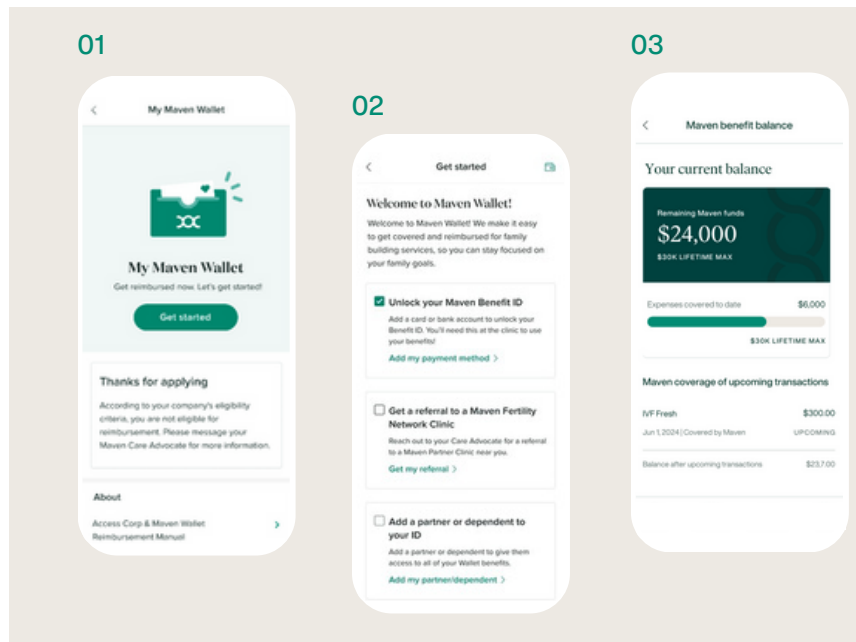 01
My Maven Wallet
My Maven Wallet
Get reimbursed now. Let's get started!
Get started
Thanks for applying
According to your company's eligibility
criteria, you are not eligible for
reimbursement. Please message your
Maven Care Advocate for more information.
About
Access Corp & Maven Wallet
Reimbursement Manual
02
Get started
Welcome to Maven Wallet!
Welcome to Maven Wallet! We make it easy
to get covered and reimbursed for family
building services, so you can stay focused on
your family goals.
Unlock your Maven Benefit ID
Add a card or bank account to unlock your
Benefit ID. You'll need this at the clinic to use
your benefits!
Add my payment method
Get a referral to a Maven Fertility
Network Clinic
Reach out to your Care Advocate for a referral
to a Maven Partner Clinic near you.
Get my referral
Add a partner or dependent to
your ID
Add a partner or dependent to give them
access to all of your Wallet benefits.
Add my partner/dependent
03
Maven benefit balance
Your current balance
Remaining Maven funds
$24,000
$30K LIFETIME MAX
Expenses covered to date $6,000
$30K LIFETIME MAX
Maven coverage of upcoming transactions
IVF Fresh $300.00
Jun 1, 2024 | Covered by Maven UPCOMING
Balance after upcoming transactions $23,7.00